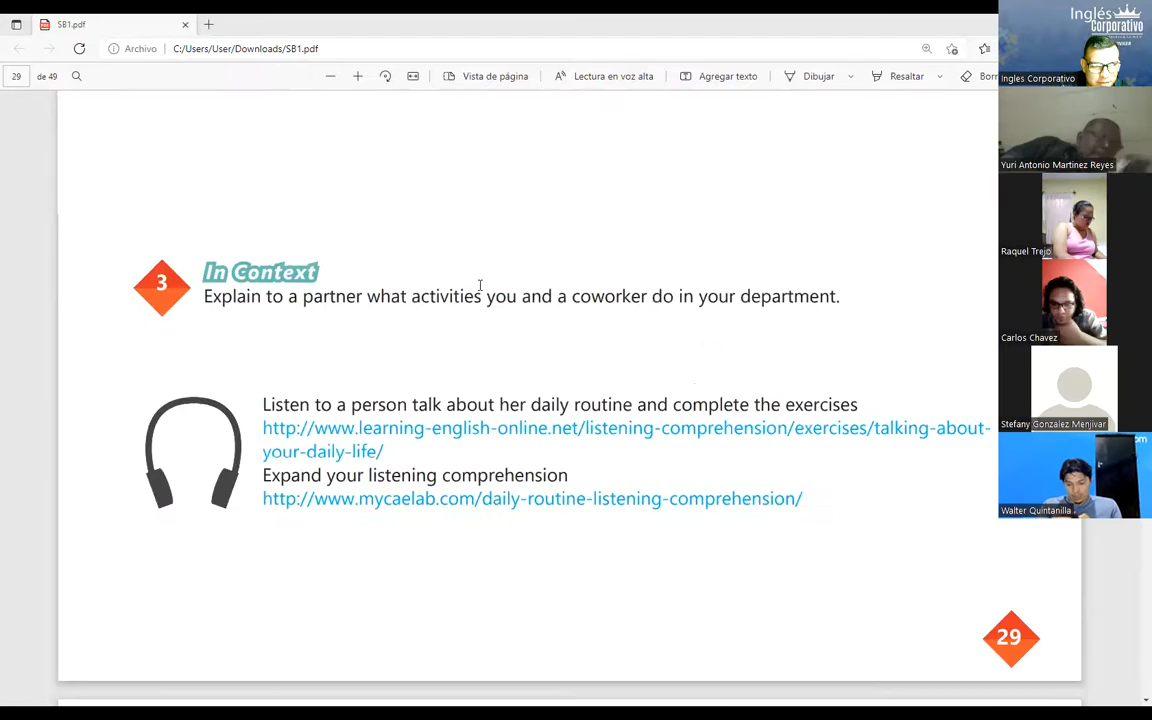 SB1.pdf
Archivo
C:/Users/User/Downloads/SB1.pdf
29
de 49
Vista de página
Lectura en voz alta
Agregar texto
Dibujar
Resaltar
Borr
3
In Context
Explain to a partner what activities you and a coworker do in your department.
Listen to a person talk about her daily routine and complete the exercises
http://www.learning-english-online.net/listening-comprehension/exercises/talking-about-
your-daily-life/
Expand your listening comprehension
http://www.mycaelab.com/daily-routine-listening-comprehension/
29
Inglés
Corporativo
Ingles Corporativo
Yuri Antonio Martinez Reyes
Raquel Trejo
Carlos Chavez
Stefany Gonzalez Menjivar
om
Walter Quintanilla